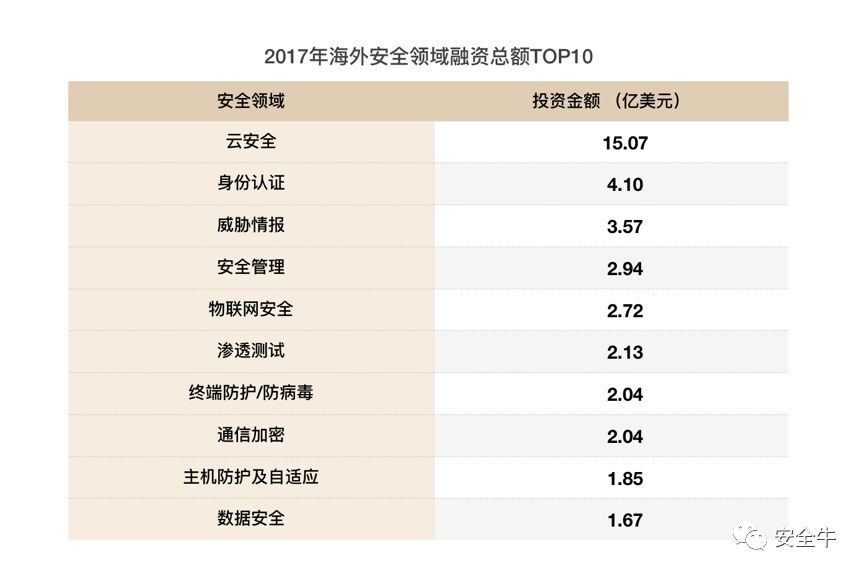 2017年海外安全领域融资总额TOP10
安全领域 投资金额 （亿美元）
云安全 15.07
身份认证 4.10
威胁情报 3.57
安全管理 2.94
物联网安全 2.72
渗透测试 2.13
终端防护/防病毒 2.04
通信加密 2.04
主机防护及自适应 1.85
数据安全 1.67
安全牛